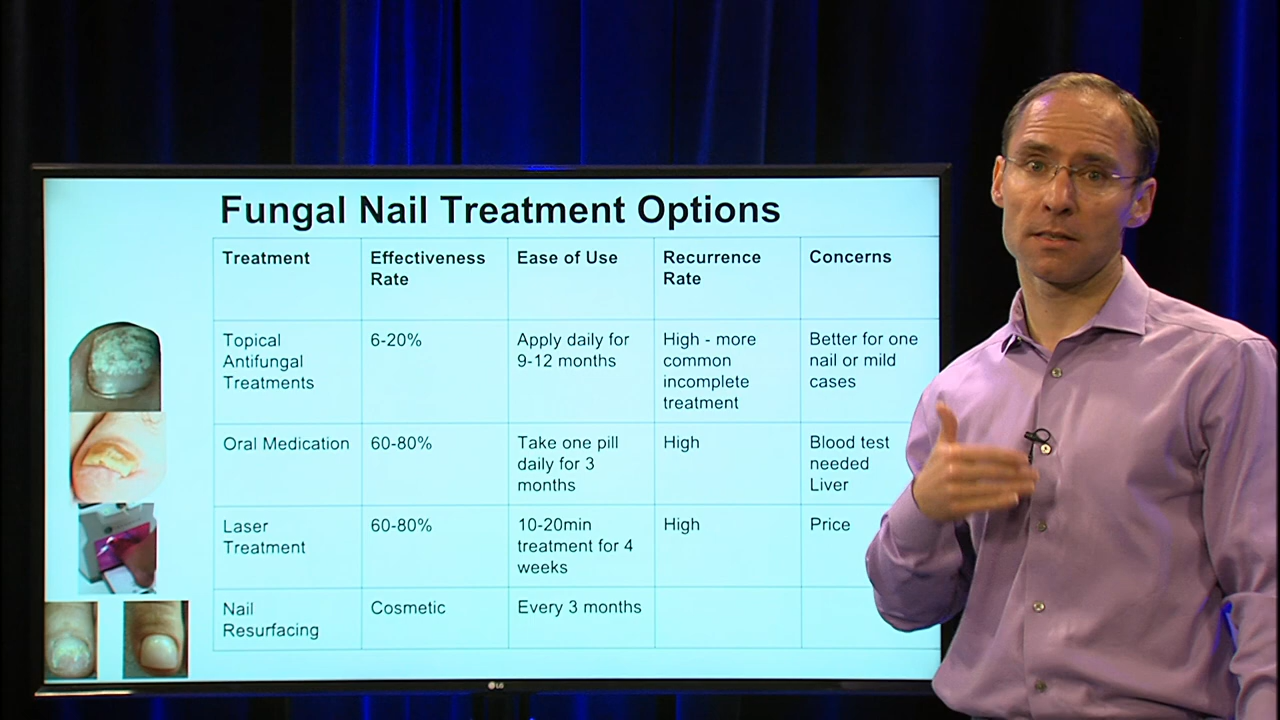 Fungal Nail Treatment Options
Treatment
Effectiveness
Rate
Ease of Use
Recurrence
Rate
Concerns
Topical
Antifungal
Treatments
6-20%
Apply daily for
9-12 months
High - more
common
incomplete
treatment
Better for one
nail or mild
cases
Oral Medication
60-80%
Take one pill
daily for 3
months
High
Blood test
needed
Liver
Laser
Treatment
60-80%
10-20min
treatment for 4
weeks
High
Price
Nail
Resurfacing
Cosmetic
Every 3 months
LG